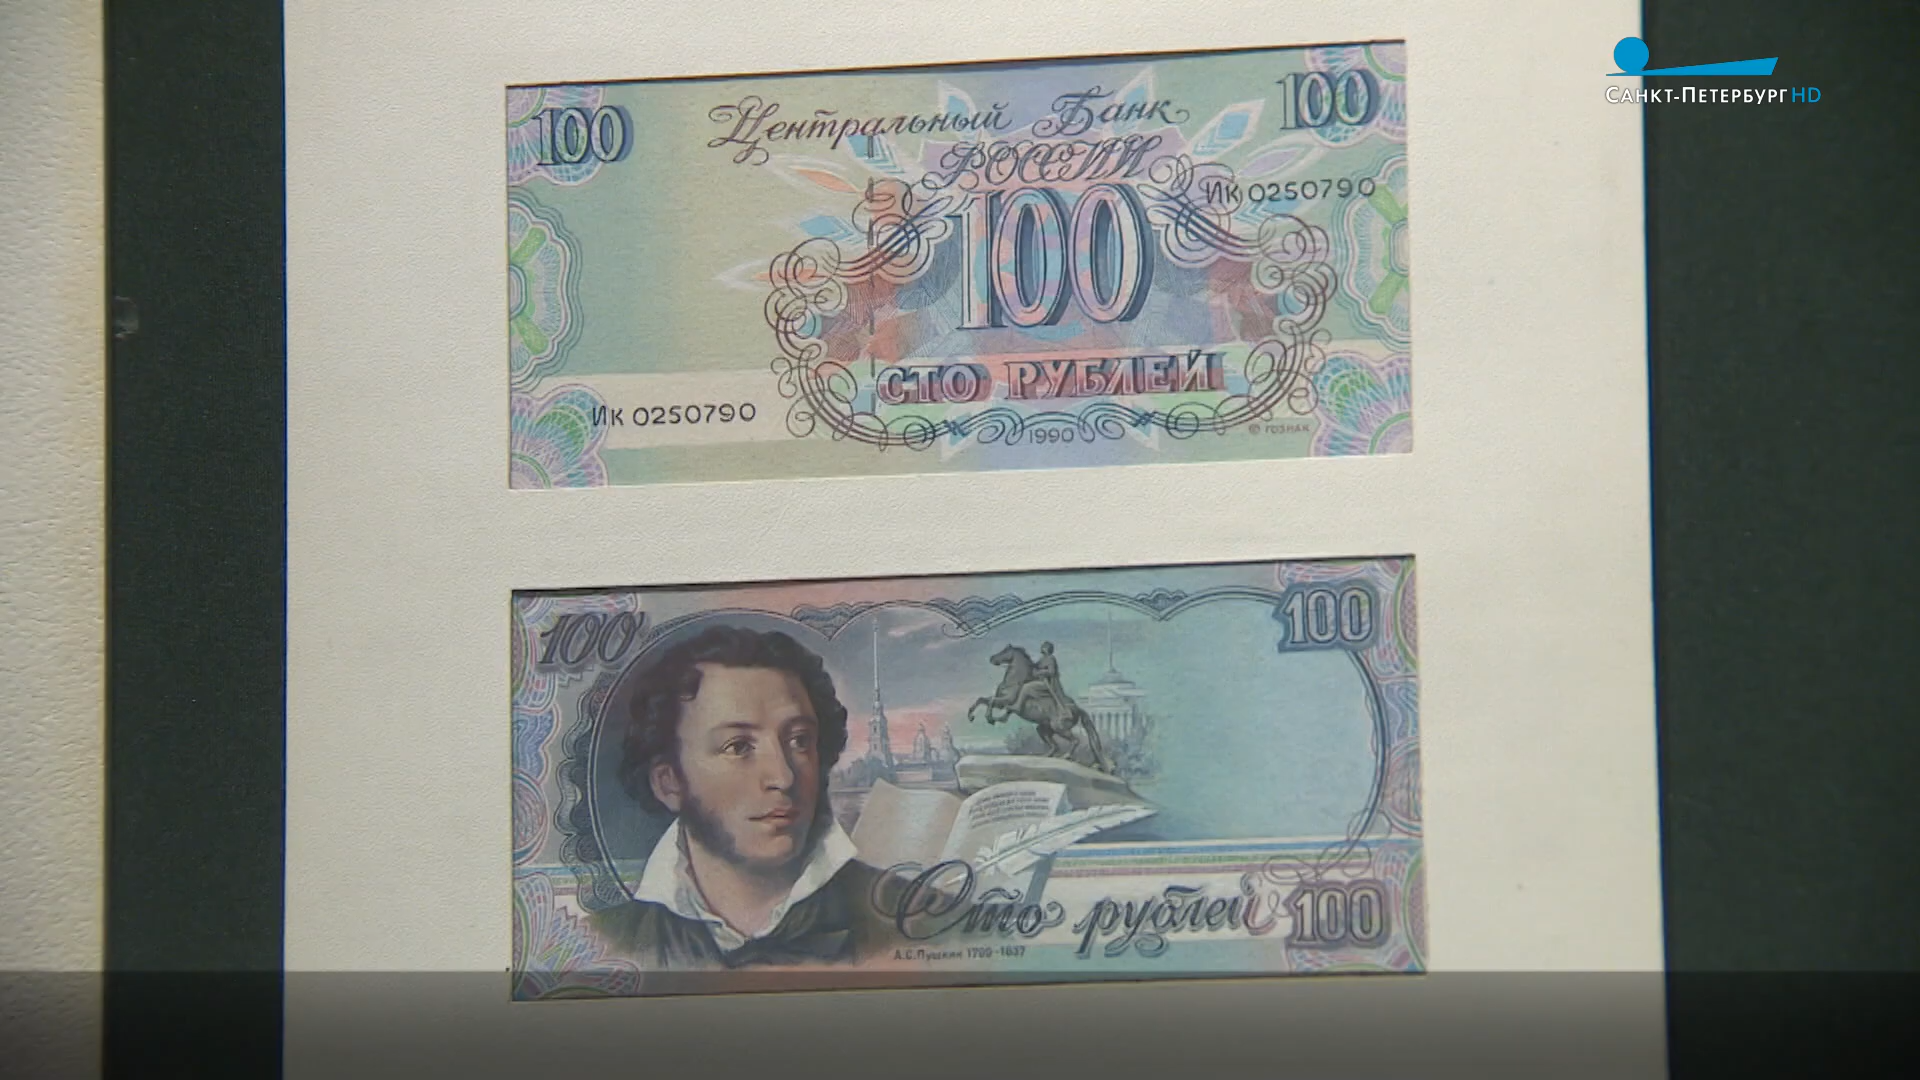 САНКТ-ПЕТЕРБУРГ HD
100
Центральный Банк
100
РОССИИ
ИК 0250790
100
СТО РУБЛЕЙ
ИК 0250790
1990
© ГОЗНАК
100
100
Сто рублей
100
А.С.Пушкин 1799-1837